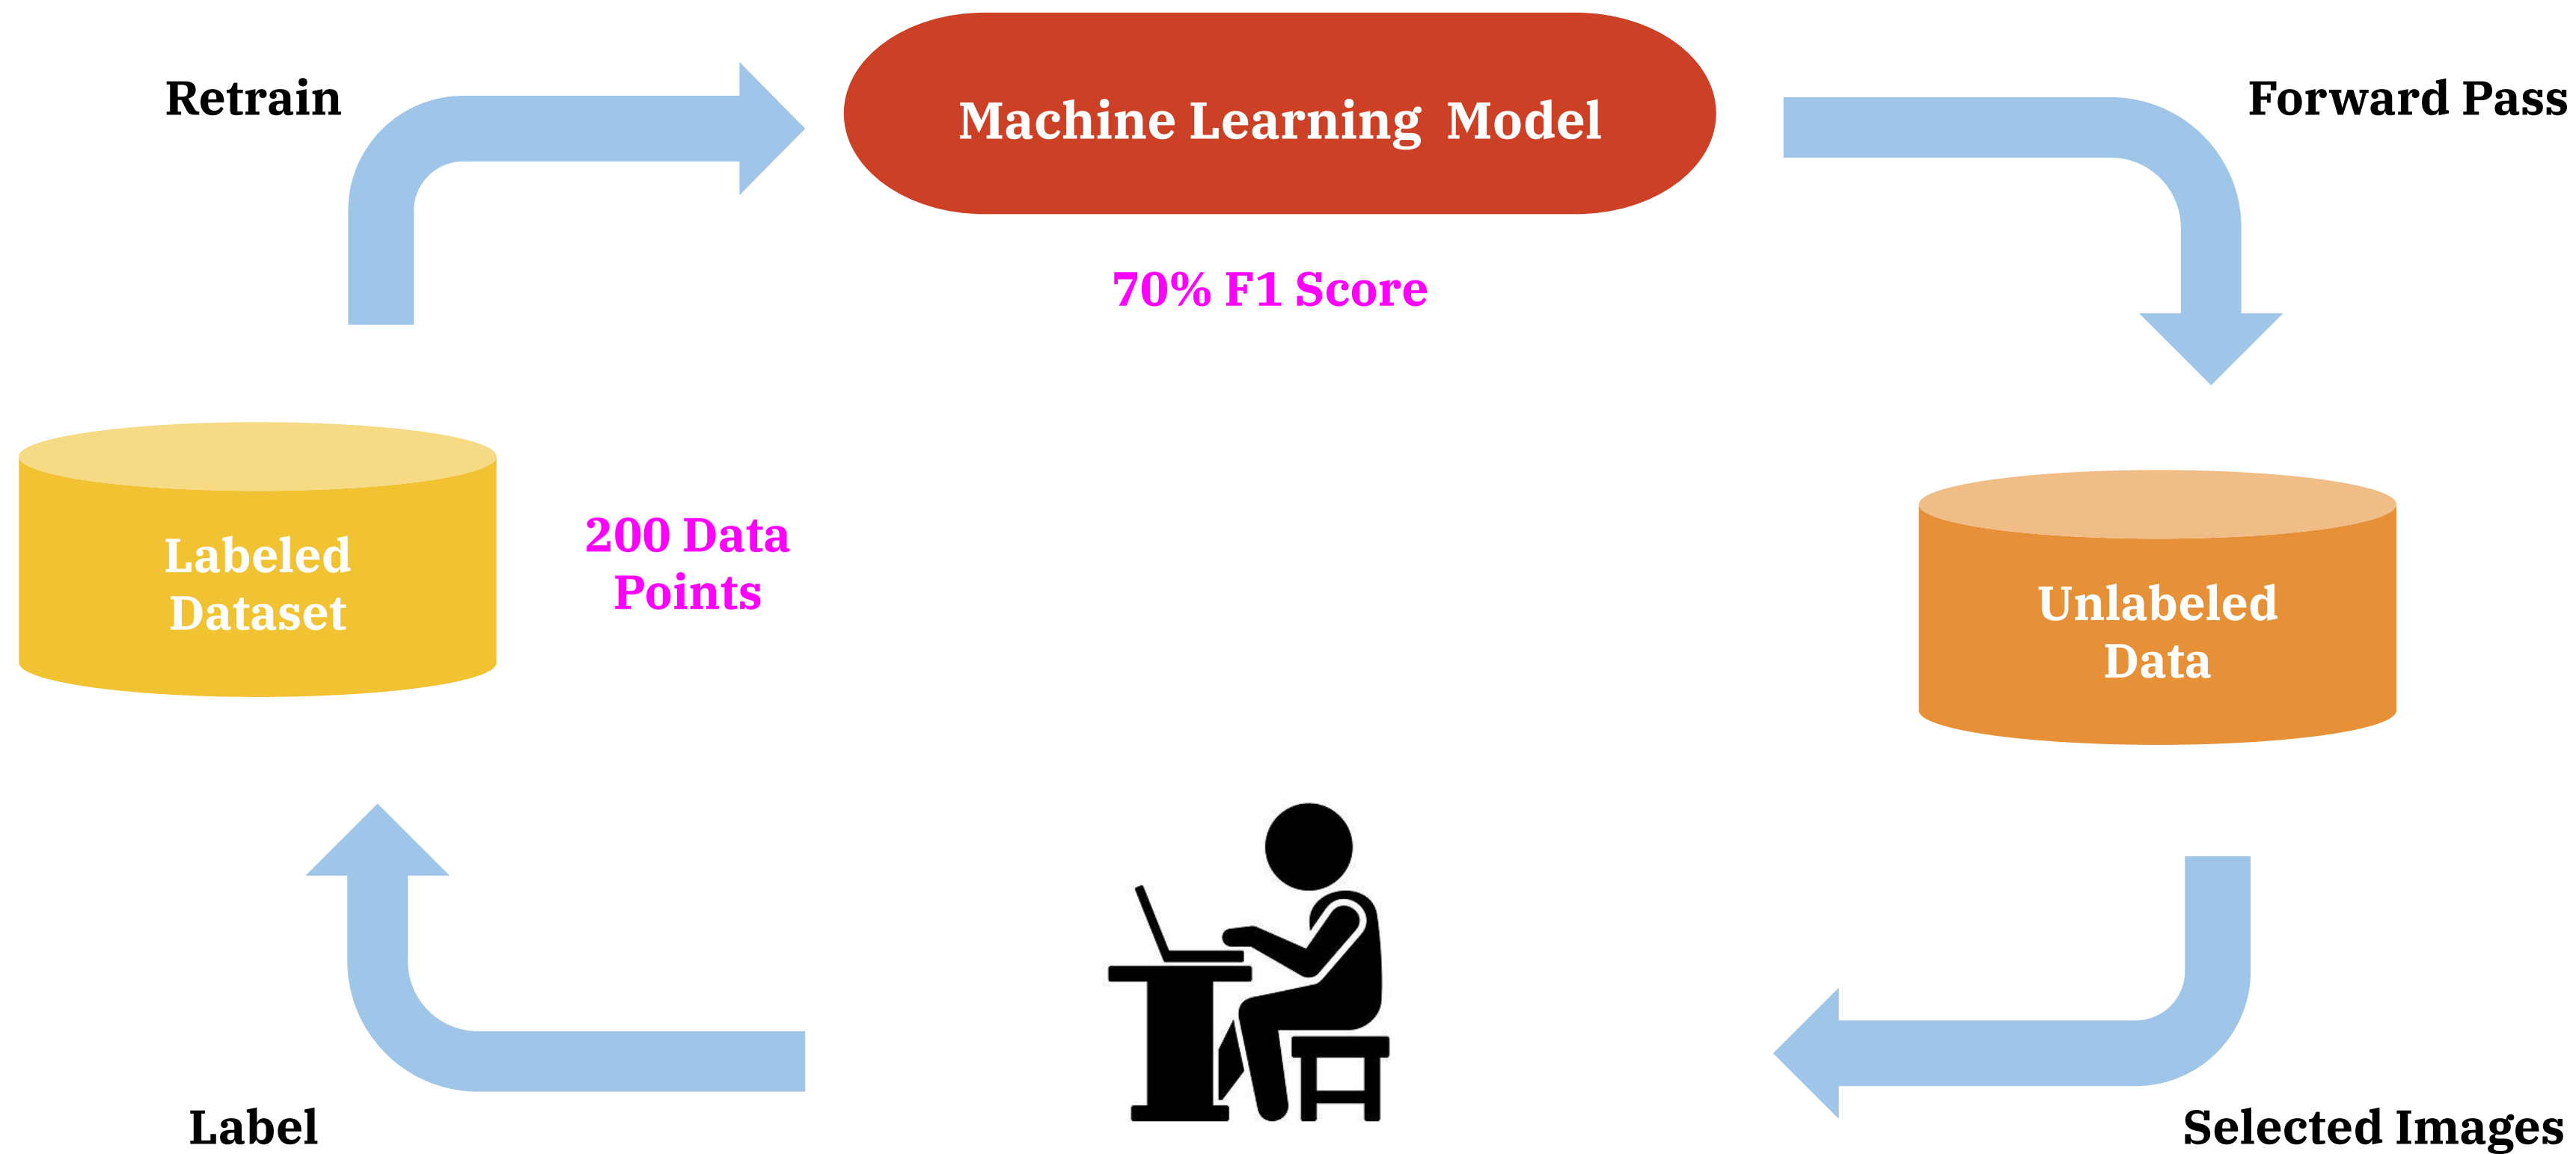 Retrain
Machine Learning Model
Forward Pass
70% F1 Score
Labeled
Dataset
200 Data
Points
Unlabeled
Data
Label
Selected Images